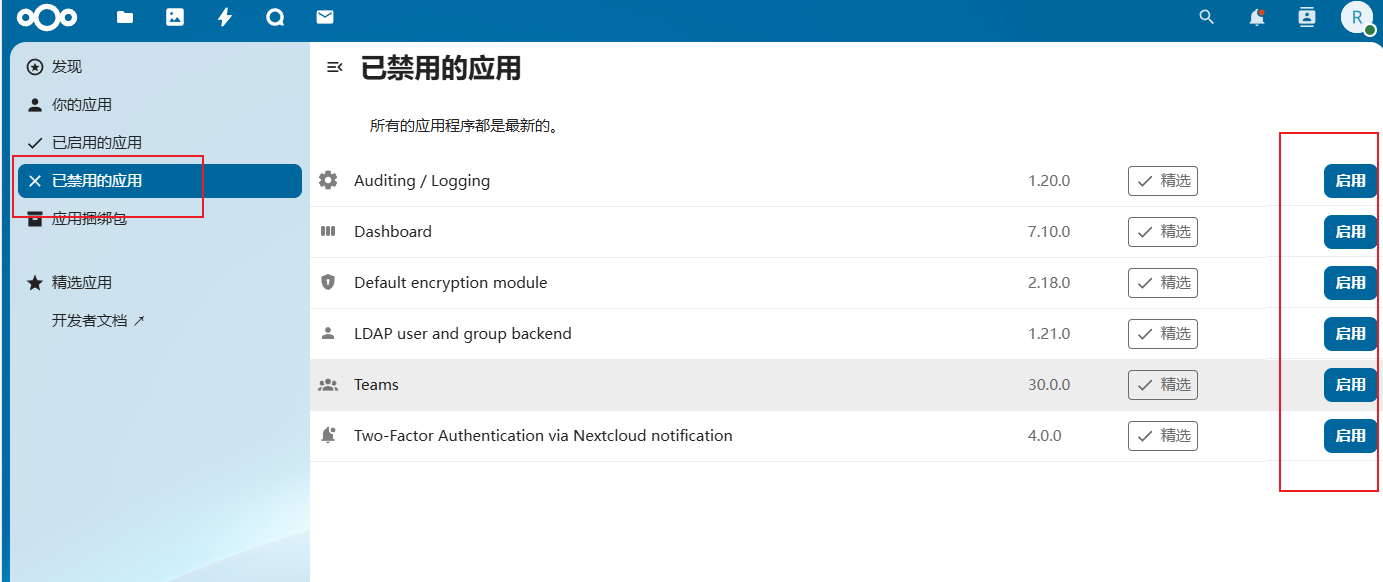 R
发现
你的应用
已启用的应用
已禁用的应用
应用捆绑包
精选应用
开发者文档 ↗
已禁用的应用
所有的应用程序都是最新的。
Auditing / Logging 1.20.0 精选 启用
Dashboard 7.10.0 精选 启用
Default encryption module 2.18.0 精选 启用
LDAP user and group backend 1.21.0 精选 启用
Teams 30.0.0 精选 启用
Two-Factor Authentication via Nextcloud notification 4.0.0 精选 启用